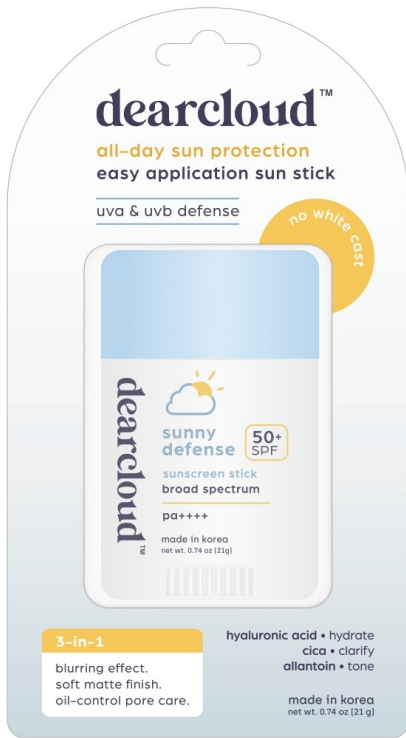 dearcloud™
all-day sun protection
easy application sun stick
uva & uvb defense
no white cast
dearcloud™
sunny
defense
50+
SPF
sunscreen stick
broad spectrum
pa++++
made in korea
net wt. 0.74 oz (21g)
3-in-1
blurring effect.
soft matte finish.
oil-control pore care.
hyaluronic acid • hydrate
cica • clarify
allantoin • tone
made in korea
net wt. 0.74 oz (21 g)